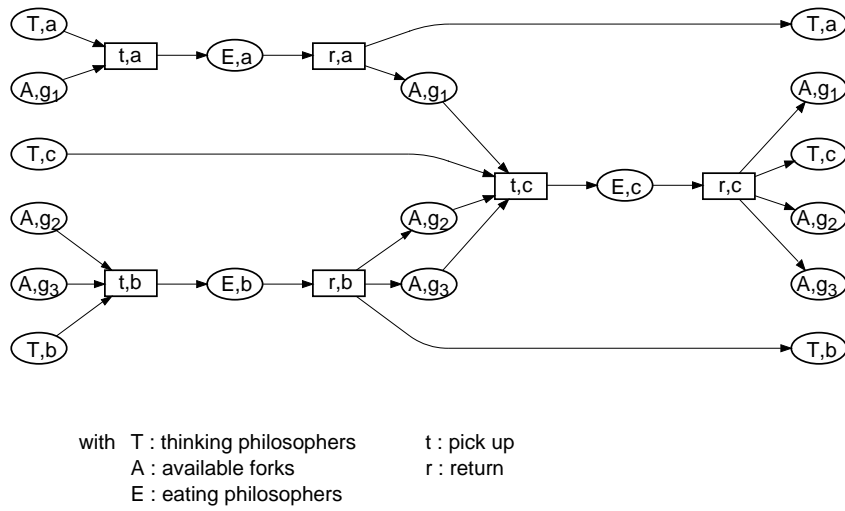 T,a
T,a
t,a
E,a
r,a
A,g1
A,g1
A,g1
T,c
T,c
t,c
E,c
r,c
A,g2
A,g2
A,g2
A,g3
t,b
E,b
r,b
A,g3
A,g3
T,b
T,b
with T : thinking philosophers t : pick up
A : available forks r : return
E : eating philosophers